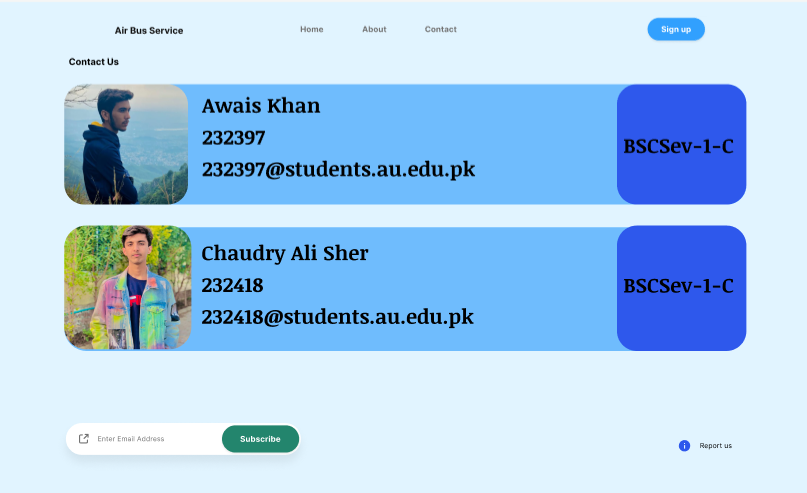 Air Bus Service
Home
About
Contact
Sign up
Contact Us
Awais Khan
232397
232397@students.au.edu.pk
BSCSev-1-C
Chaudry Ali Sher
232418
232418@students.au.edu.pk
BSCSev-1-C
Enter Email Address
Subscribe
Report us